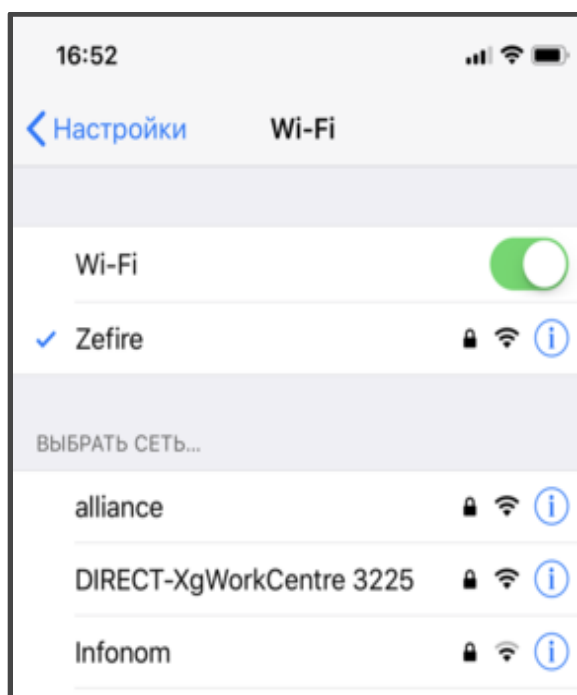 16:52
Настройки Wi-Fi
Wi-Fi
Zefire
ВЫБРАТЬ СЕТЬ...
alliance
DIRECT-XgWorkCentre 3225
Infonom